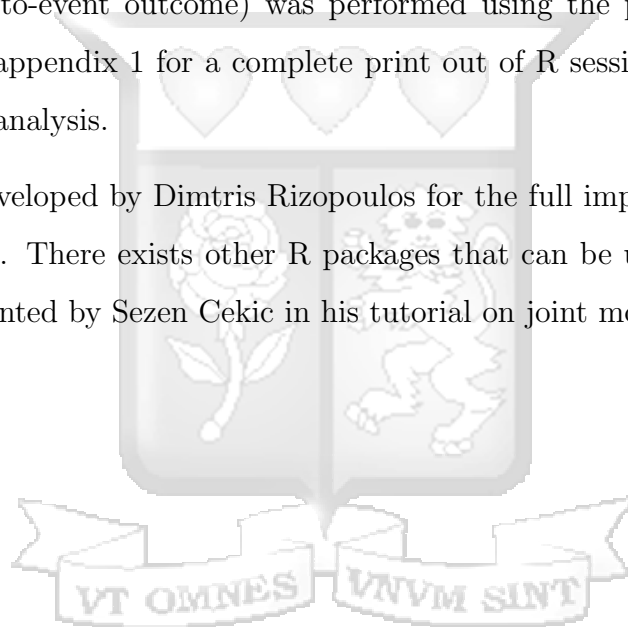 to-event outcome) was performed using the p
appendix 1 for a complete print out of R sessi
analysis.
veloped by Dimtris Rizopoulos for the full imp
. There exists other R packages that can be u
nted by Sezen Cekic in his tutorial on joint mo
VT OMNES VNVM SINT